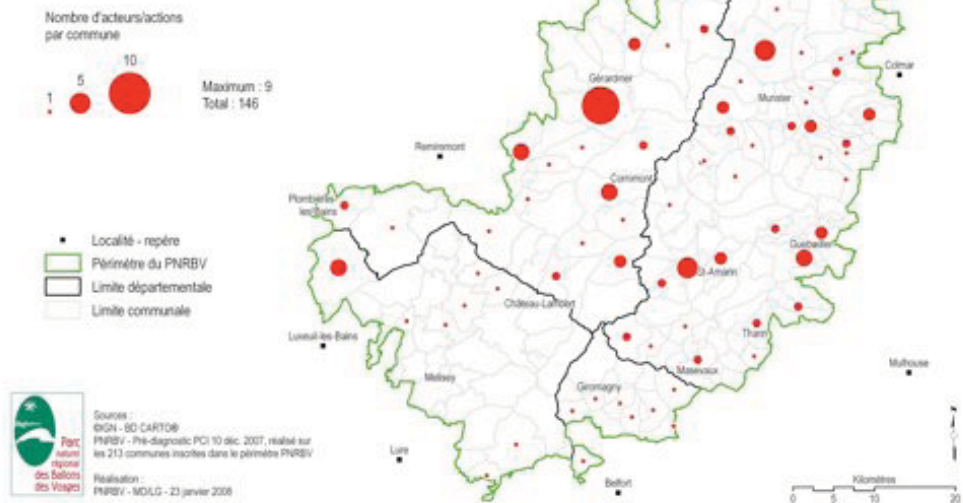 Nombre d'acteurs/actions
par commune
10
5
1
Maximum : 9
Total : 146
Colmar
Gérardmer
Munster
Remiremont
Cornimont
Plombières
les-Bains
Localité - repère
Périmètre du PNRBV
Limite départementale
Limite communale
Guebwiller
St-Amarin
Château-Lambert
Luxeuil-les-Bains
Thann
Mulhouse
Masevaux
Melisey
Giromagny
Parc
naturel
régional
des Ballons
des Vosges
Sources :
©IGN - BD CARTO®
PNRBV - Pré-diagnostic PCI 10 déc. 2007, réalisé sur
les 213 communes inscrites dans le périmètre PNRBV
Réalisation :
PNRBV - MD/LG - 23 janvier 2008
Lure
Belfort
Kilomètres
0 5 10 20